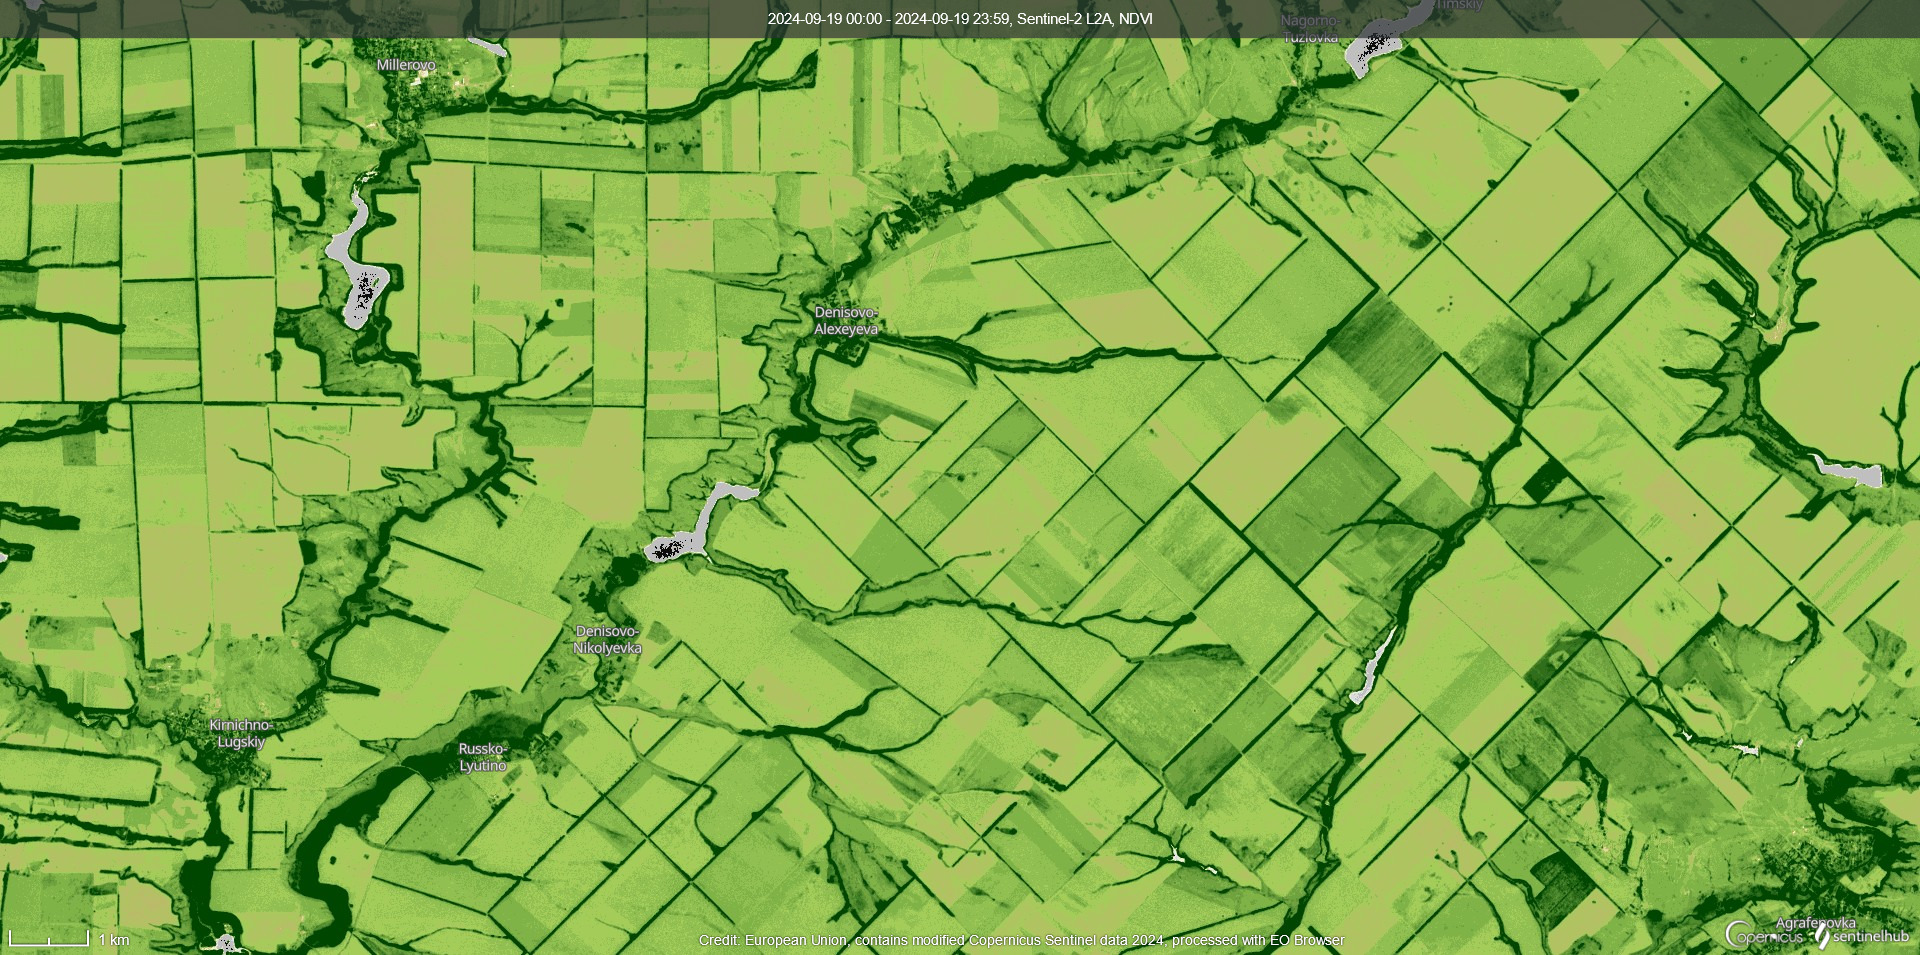 2024-09-19 00:00 - 2024-09-19 23:59, Sentinel-2 L2A, NDVI
Timskiy
Nagorno-
Tuzlovka
Millerovo
Denisovo-
Alexeyeva
Denisovo-
Nikolyevka
Kirnichno-
Lugskiy
Russko-
Lyutino
Agrafenovka
1 km
Credit: European Union, contains modified Copernicus Sentinel data 2024, processed with EO Browser
opernicus
sentinelhub